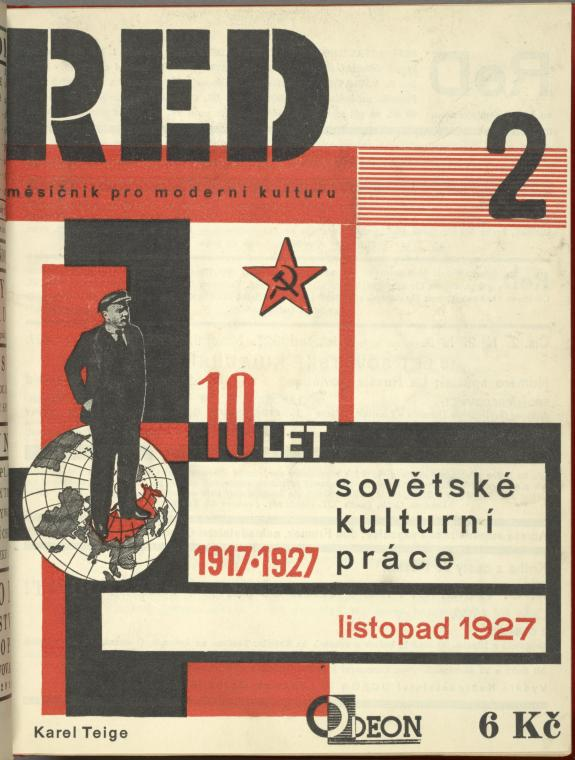 RED
2
měsíčník pro moderní kulturu
10 LET
sovětské
kulturní
1917·1927 práce
listopad 1927
Karel Teige
ODEON
6 Kč